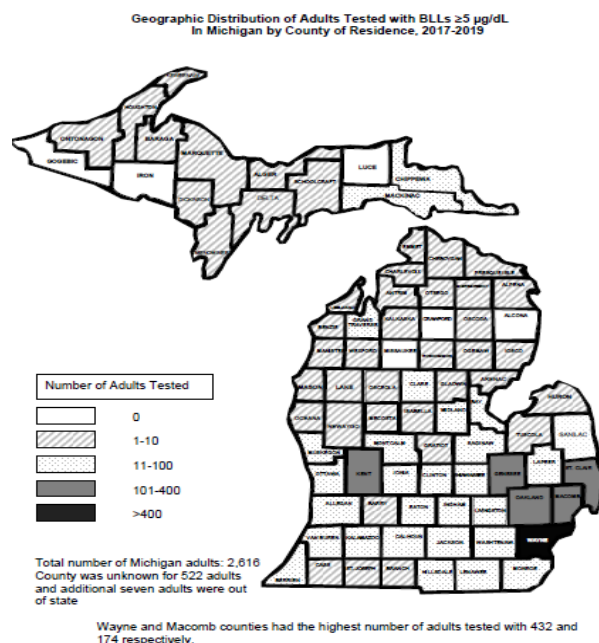 Geographic Distribution of Adults Tested with BLLs ≥5 µg/dL
In Michigan by County of Residence, 2017-2019
KEWEENAW
HOUGHTON
ONTONAGON
BARAGA
GOGEBIC
MARQUETTE
LUCE
ALGER
CHIPPEWA
IRON
SCHOOLCRAFT
MACKINAC
DICKINSON
DELTA
MENOMINEE
EMMET
CHEBOYGAN
PRESQUE ISLE
CHARLEVOIX
ANTRIM
OTSEGO
ALPENA
BENZIE
GRAND
TRAVERSE
KALKASKA
CRAWFORD
OSCODA
ALCONA
MANISTEE
WEXFORD
MISSAUKEE
OGEMAW
IOSCO
ARENAC
MASON
LAKE
OSCEOLA
CLARE
GLADWIN
HURON
BAY
OCEANA
NEWAYGO
MECOSTA
ISABELLA
MIDLAND
TUSCOLA
SANILAC
MUSKEGON
MONTCALM
GRATIOT
SAGINAW
LAPEER
ST. CLAIR
OTTAWA
KENT
IONIA
CLINTON
SHIAWASSEE
GENESEE
OAKLAND
MACOMB
ALLEGAN
BARRY
EATON
INGHAM
LIVINGSTON
VAN BUREN
KALAMAZOO
CALHOUN
JACKSON
WASHTENAW
WAYNE
BERRIEN
CASS
ST. JOSEPH
BRANCH
HILLSDALE
LENAWEE
MONROE
Number of Adults Tested
0
1-10
11-100
101-400
>400
Total number of Michigan adults: 2,616
County was unknown for 522 adults
and additional seven adults were out
of state
Wayne and Macomb counties had the highest number of adults tested with 432 and
174 respectively.